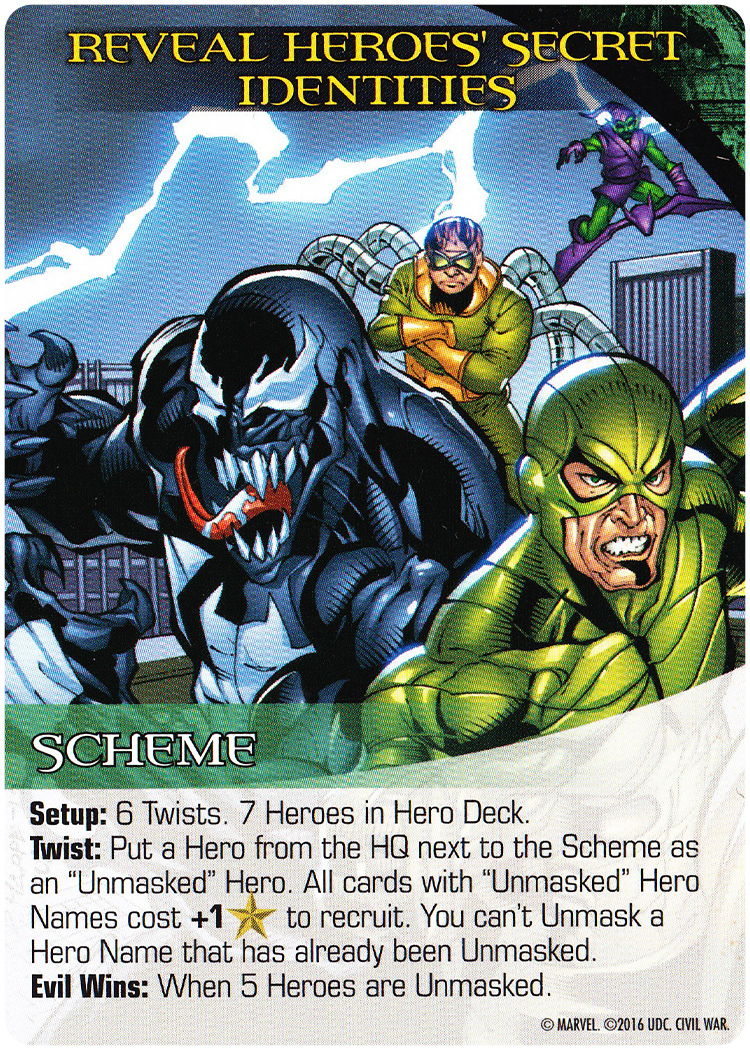 REVEAL HEROES' SECRET
IDENTITIES
SCHEME
Setup: 6 Twists. 7 Heroes in Hero Deck.
Twist: Put a Hero from the HQ next to the Scheme as
an “Unmasked” Hero. All cards with “Unmasked” Hero
Names cost +1 to recruit. You can’t Unmask a
Hero Name that has already been Unmasked.
Evil Wins: When 5 Heroes are Unmasked.
© MARVEL. ©2016 UDC. CIVIL WAR.